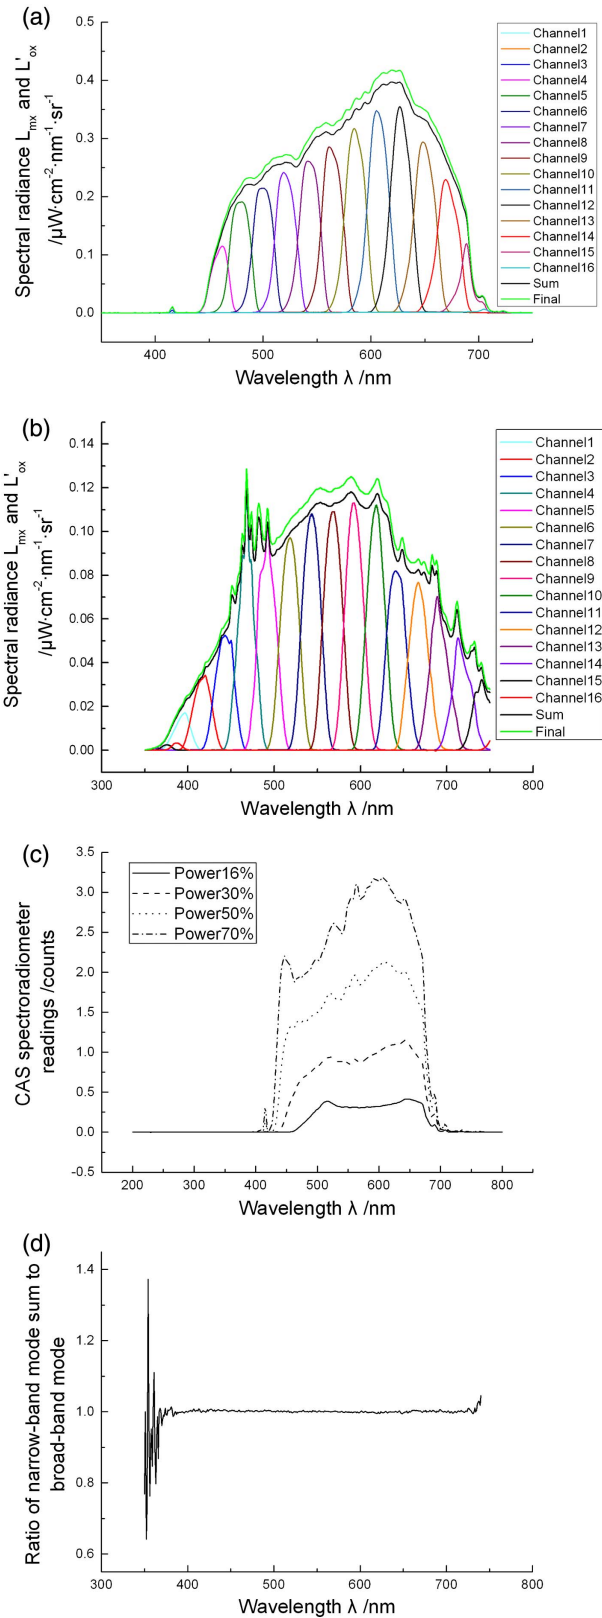 (a)
Spectral radiance L_mx and L'_ox
/μW·cm⁻²·nm⁻¹·sr⁻¹
0.5
0.4
0.3
0.2
0.1
0.0
400
500
600
700
Wavelength λ /nm
Channel1
Channel2
Channel3
Channel4
Channel5
Channel6
Channel7
Channel8
Channel9
Channel10
Channel11
Channel12
Channel13
Channel14
Channel15
Channel16
Sum
Final
(b)
Spectral radiance L_mx and L'_ox
/μW·cm⁻²·nm⁻¹·sr⁻¹
0.14
0.12
0.10
0.08
0.06
0.04
0.02
0.00
300
400
500
600
700
800
Wavelength λ /nm
Channel1
Channel2
Channel3
Channel4
Channel5
Channel6
Channel7
Channel8
Channel9
Channel10
Channel11
Channel12
Channel13
Channel14
Channel15
Channel16
Sum
Final
(c)
CAS spectroradiometer
readings /counts
3.5
3.0
2.5
2.0
1.5
1.0
0.5
0.0
-0.5
200
300
400
500
600
700
800
Wavelength λ /nm
Power16%
Power30%
Power50%
Power70%
(d)
Ratio of narrow-band mode sum to
broad-band mode
1.4
1.2
1.0
0.8
0.6
300
400
500
600
700
800
Wavelength λ /nm